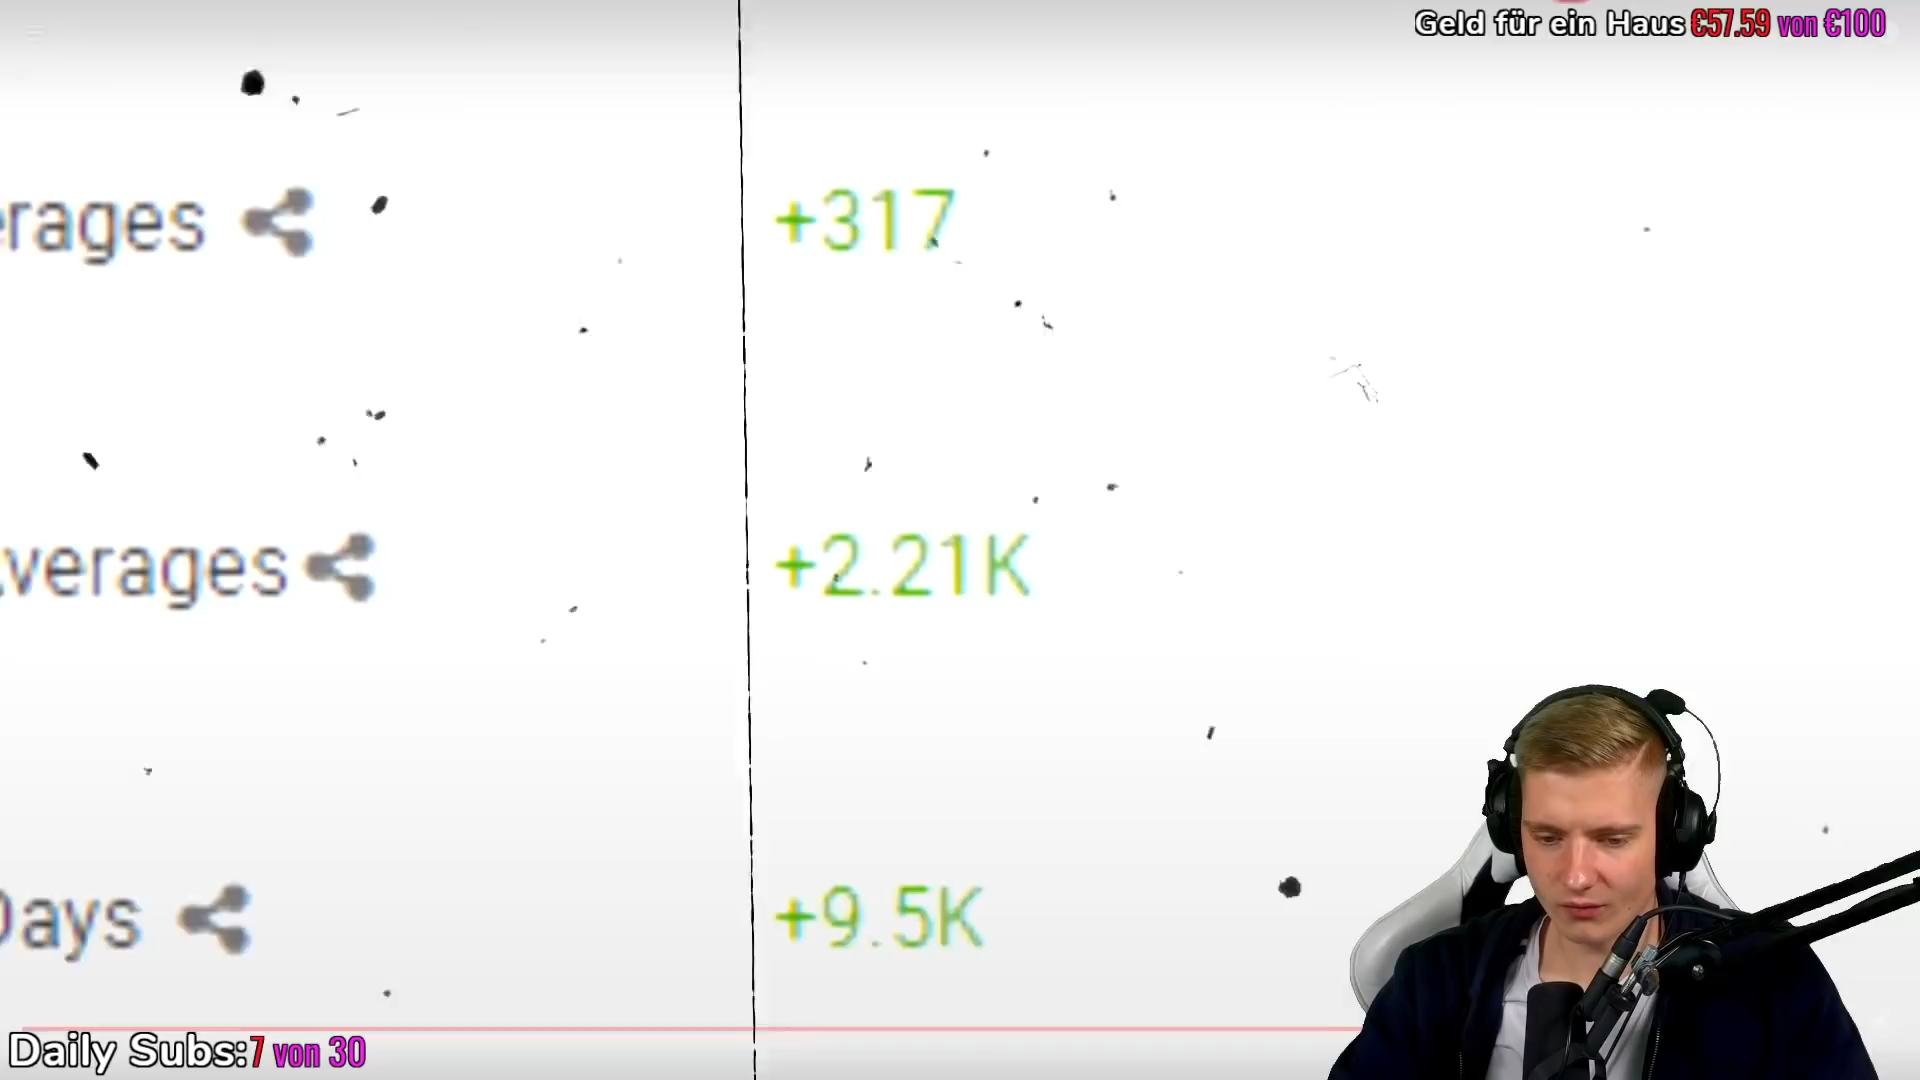 Geld für ein Haus €57.59 von €100
erages +317
verages +2.21K
Days +9.5K
Daily Subs: 7 von 30